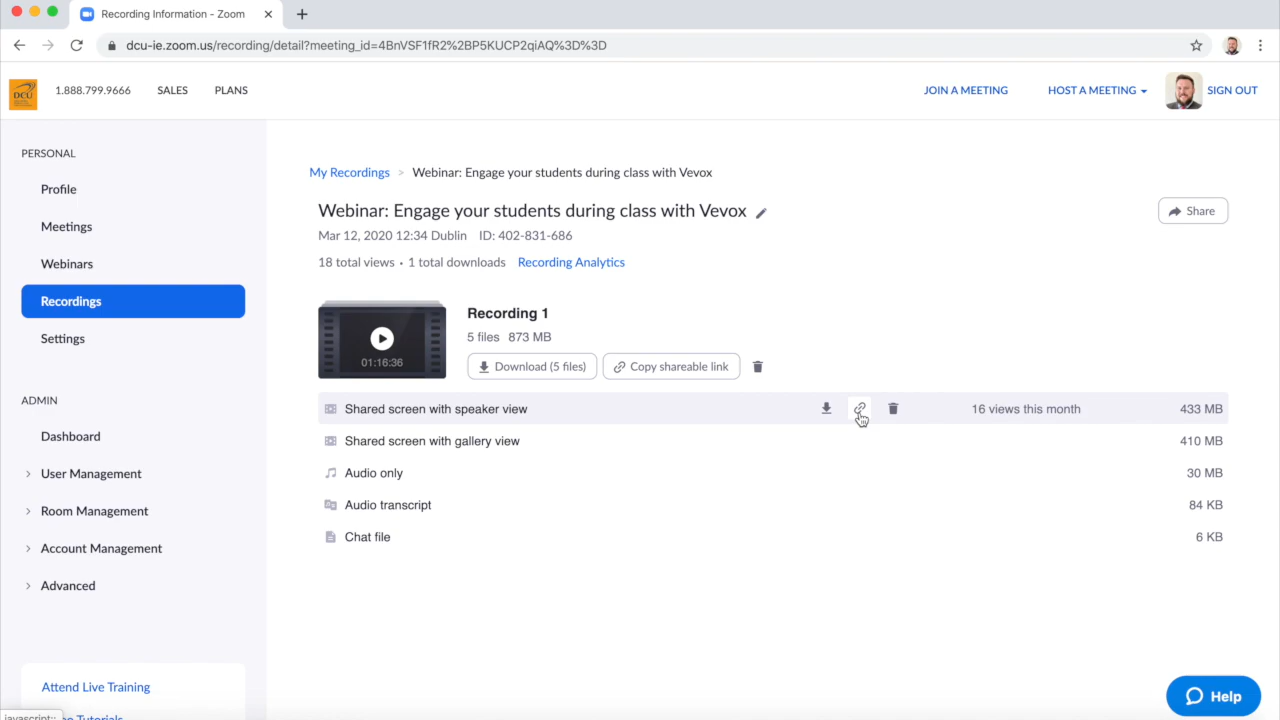 Recording Information - Zoom
dcu-ie.zoom.us/recording/detail?meeting_id=4BnVSF1fR2%2BP5KUCP2qiAQ%3D%3D
DCU
1.888.799.9666
SALES
PLANS
JOIN A MEETING
HOST A MEETING
SIGN OUT
PERSONAL
Profile
Meetings
Webinars
Recordings
Settings
ADMIN
Dashboard
User Management
Room Management
Account Management
Advanced
Attend Live Training
Tutorials
javascript:;
My Recordings > Webinar: Engage your students during class with Vevox
Webinar: Engage your students during class with Vevox
Share
Mar 12, 2020 12:34 Dublin ID: 402-831-686
18 total views • 1 total downloads Recording Analytics
01:16:36
Recording 1
5 files 873 MB
Download (5 files)
Copy shareable link
Shared screen with speaker view 16 views this month 433 MB
Shared screen with gallery view 410 MB
Audio only 30 MB
Audio transcript 84 KB
Chat file 6 KB
Help